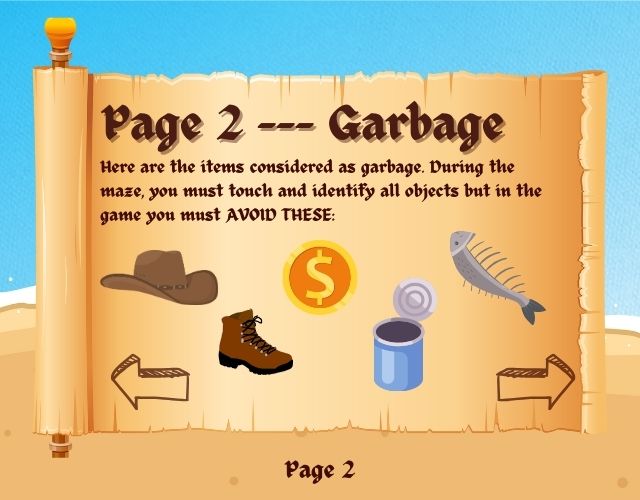 Page 2 --- Garbage
Here are the items considered as garbage. During the
maze, you must touch and identify all objects but in the
game you must AVOID THESE:
$
Page 2